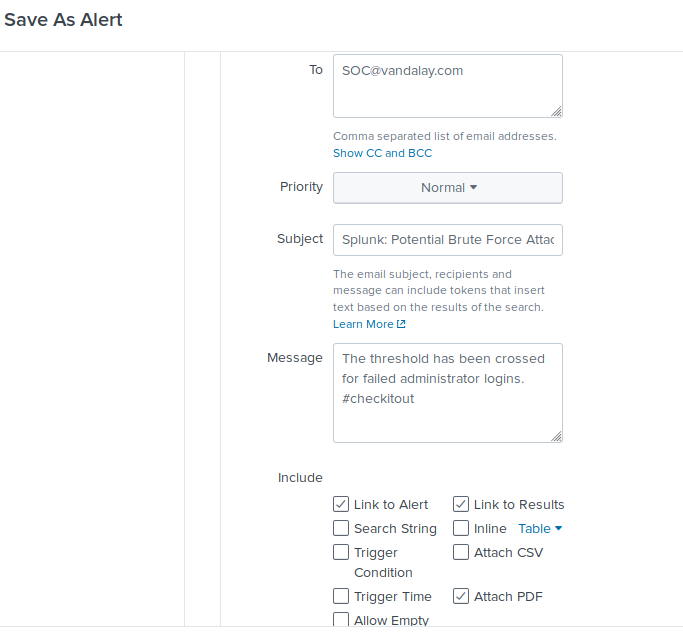 Save As Alert
To
SOC@vandalay.com
Comma separated list of email addresses.
Show CC and BCC
Priority
Normal
Subject
Splunk: Potential Brute Force Attac
The email subject, recipients and
message can include tokens that insert
text based on the results of the search.
Learn More
Message
The threshold has been crossed
for failed administrator logins.
#checkitout
Include
Link to Alert
Link to Results
Search String
Inline Table
Trigger
Condition
Attach CSV
Trigger Time
Attach PDF
Allow Empty